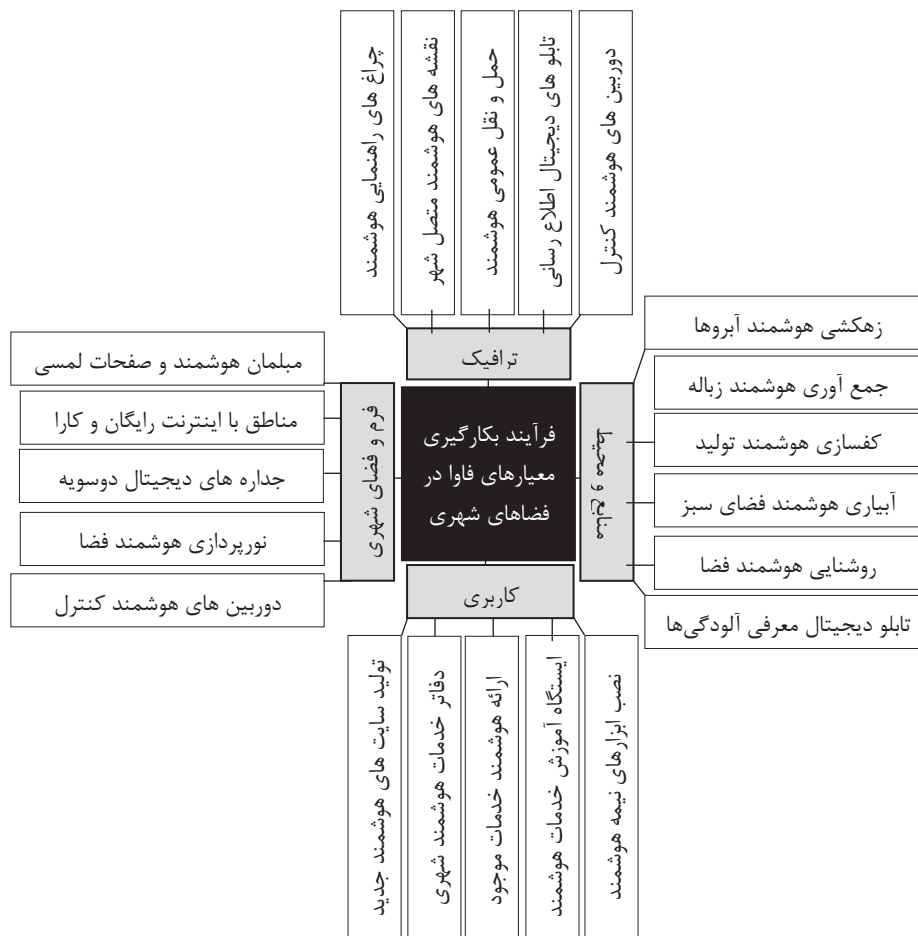 دوربین های هوشمند کنترل
تابلو های دیجیتال اطلاع رسانی
حمل و نقل عمومی هوشمند
نقشه های هوشمند متصل شهر
چراغ های راهنمایی هوشمند
ترافیک
زهکشی هوشمند آبروها
جمع آوری هوشمند زباله
کفسازی هوشمند تولید
آبیاری هوشمند فضای سبز
روشنایی هوشمند فضا
تابلو دیجیتال معرفی آلودگی‌ها
منابع و محیط
فرآیند بکارگیری
معیارهای فاوا در
فضاهای شهری
فرم و فضای شهری
مبلمان هوشمند و صفحات لمسی
مناطق با اینترنت رایگان و کارا
جداره های دیجیتال دوسویه
نورپردازی هوشمند فضا
دوربین های هوشمند کنترل
کاربری
نصب ابزارهای نیمه هوشمند
ایستگاه آموزش خدمات هوشمند
ارائه هوشمند خدمات موجود
دفاتر خدمات هوشمند شهری
تولید سایت های هوشمند جدید